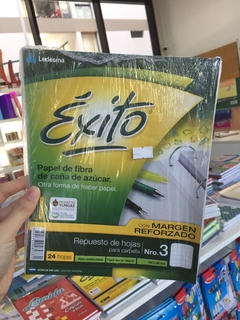 Ledesma
Éxito
Papel de fibra
de caña de azúcar.
Otra forma de hacer papel.
CON MARGEN
REFORZADO
Repuesto de hojas
para carpeta
Nro.3
24 hojas